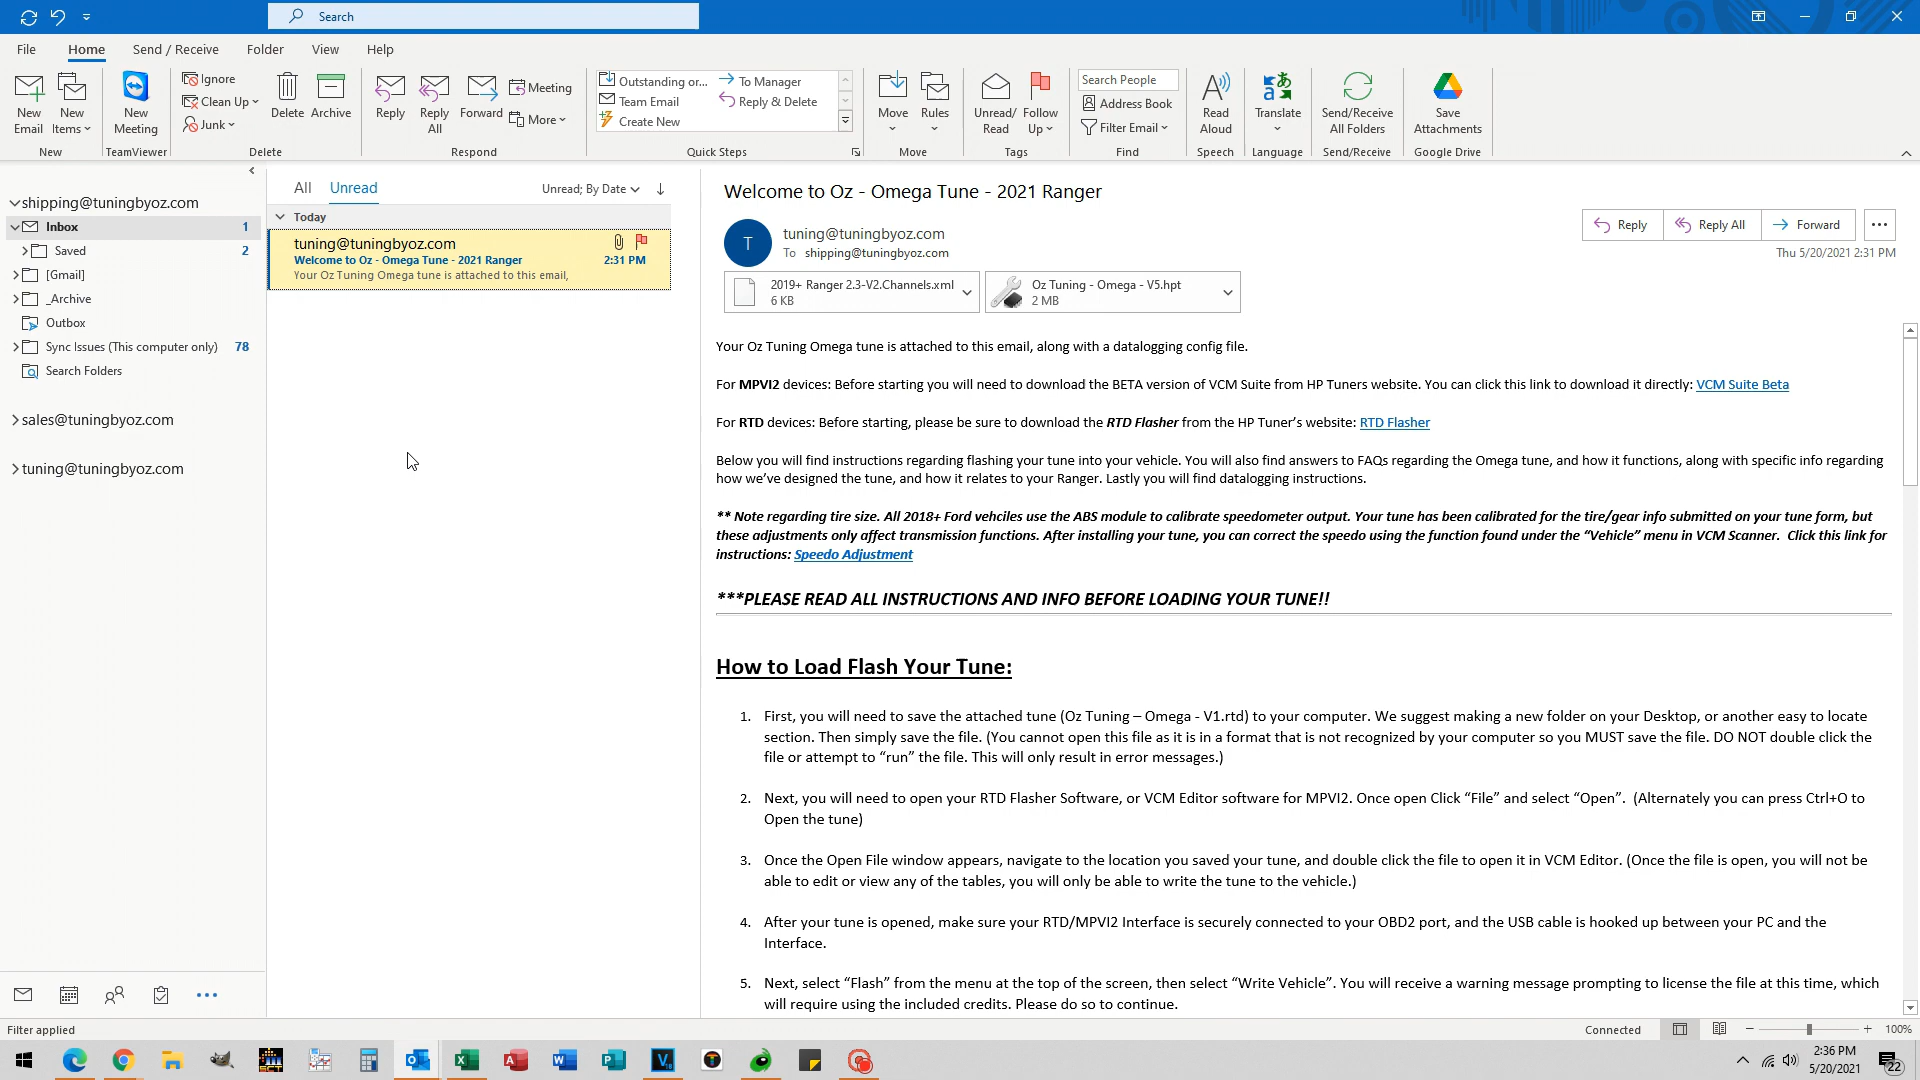 Search
File Home Send / Receive Folder View Help
New Email
New Items
New
New Meeting
TeamViewer
Ignore
Clean Up
Junk
Delete
Archive
Delete
Reply
Reply All
Forward
Meeting
More
Respond
Outstanding or...
Team Email
Create New
To Manager
Reply & Delete
Quick Steps
Move
Rules
Move
Unread/ Read
Follow Up
Tags
Search People
Address Book
Filter Email
Find
Read Aloud
Speech
Translate
Language
Send/Receive All Folders
Send/Receive
Save Attachments
Google Drive
shipping@tuningbyoz.com
Inbox 1
Saved 2
[Gmail]
_Archive
Outbox
Sync Issues (This computer only) 78
Search Folders
sales@tuningbyoz.com
tuning@tuningbyoz.com
All Unread Unread; By Date
Today
tuning@tuningbyoz.com
Welcome to Oz - Omega Tune - 2021 Ranger 2:31 PM
Your Oz Tuning Omega tune is attached to this email,
Welcome to Oz - Omega Tune - 2021 Ranger
T
tuning@tuningbyoz.com
To shipping@tuningbyoz.com
Reply Reply All Forward
Thu 5/20/2021 2:31 PM
2019+ Ranger 2.3-V2.Channels.xml
6 KB
Oz Tuning - Omega - V5.hpt
2 MB
Your Oz Tuning Omega tune is attached to this email, along with a datalogging config file.
For MPVI2 devices: Before starting you will need to download the BETA version of VCM Suite from HP Tuners website. You can click this link to download it directly: VCM Suite Beta
For RTD devices: Before starting, please be sure to download the RTD Flasher from the HP Tuner’s website: RTD Flasher
Below you will find instructions regarding flashing your tune into your vehicle. You will also find answers to FAQs regarding the Omega tune, and how it functions, along with specific info regarding
how we’ve designed the tune, and how it relates to your Ranger. Lastly you will find datalogging instructions.
** Note regarding tire size. All 2018+ Ford vehciles use the ABS module to calibrate speedometer output. Your tune has been calibrated for the tire/gear info submitted on your tune form, but
these adjustments only affect transmission functions. After installing your tune, you can correct the speedo using the function found under the “Vehicle” menu in VCM Scanner. Click this link for
instructions: Speedo Adjustment
***PLEASE READ ALL INSTRUCTIONS AND INFO BEFORE LOADING YOUR TUNE!!
How to Load Flash Your Tune:
1. First, you will need to save the attached tune (Oz Tuning – Omega - V1.rtd) to your computer. We suggest making a new folder on your Desktop, or another easy to locate
section. Then simply save the file. (You cannot open this file as it is in a format that is not recognized by your computer so you MUST save the file. DO NOT double click the
file or attempt to “run” the file. This will only result in error messages.)
2. Next, you will need to open your RTD Flasher Software, or VCM Editor software for MPVI2. Once open Click “File” and select “Open”. (Alternately you can press Ctrl+O to
Open the tune)
3. Once the Open File window appears, navigate to the location you saved your tune, and double click the file to open it in VCM Editor. (Once the file is open, you will not be
able to edit or view any of the tables, you will only be able to write the tune to the vehicle.)
4. After your tune is opened, make sure your RTD/MPVI2 Interface is securely connected to your OBD2 port, and the USB cable is hooked up between your PC and the
Interface.
5. Next, select “Flash” from the menu at the top of the screen, then select “Write Vehicle”. You will receive a warning message prompting to license the file at this time, which
will require using the included credits. Please do so to continue.
Filter applied
Connected
100%
2:36 PM
5/20/2021
22